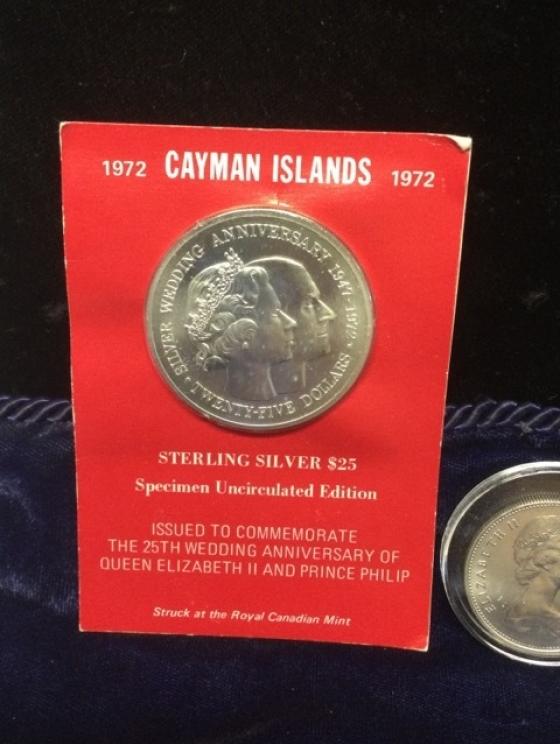 1972 CAYMAN ISLANDS 1972
SILVER WEDDING ANNIVERSARY 1947-1972
· TWENTY-FIVE DOLLARS ·
STERLING SILVER $25
Specimen Uncirculated Edition
ISSUED TO COMMEMORATE
THE 25TH WEDDING ANNIVERSARY OF
QUEEN ELIZABETH II AND PRINCE PHILIP
Struck at the Royal Canadian Mint
ELIZABETH II